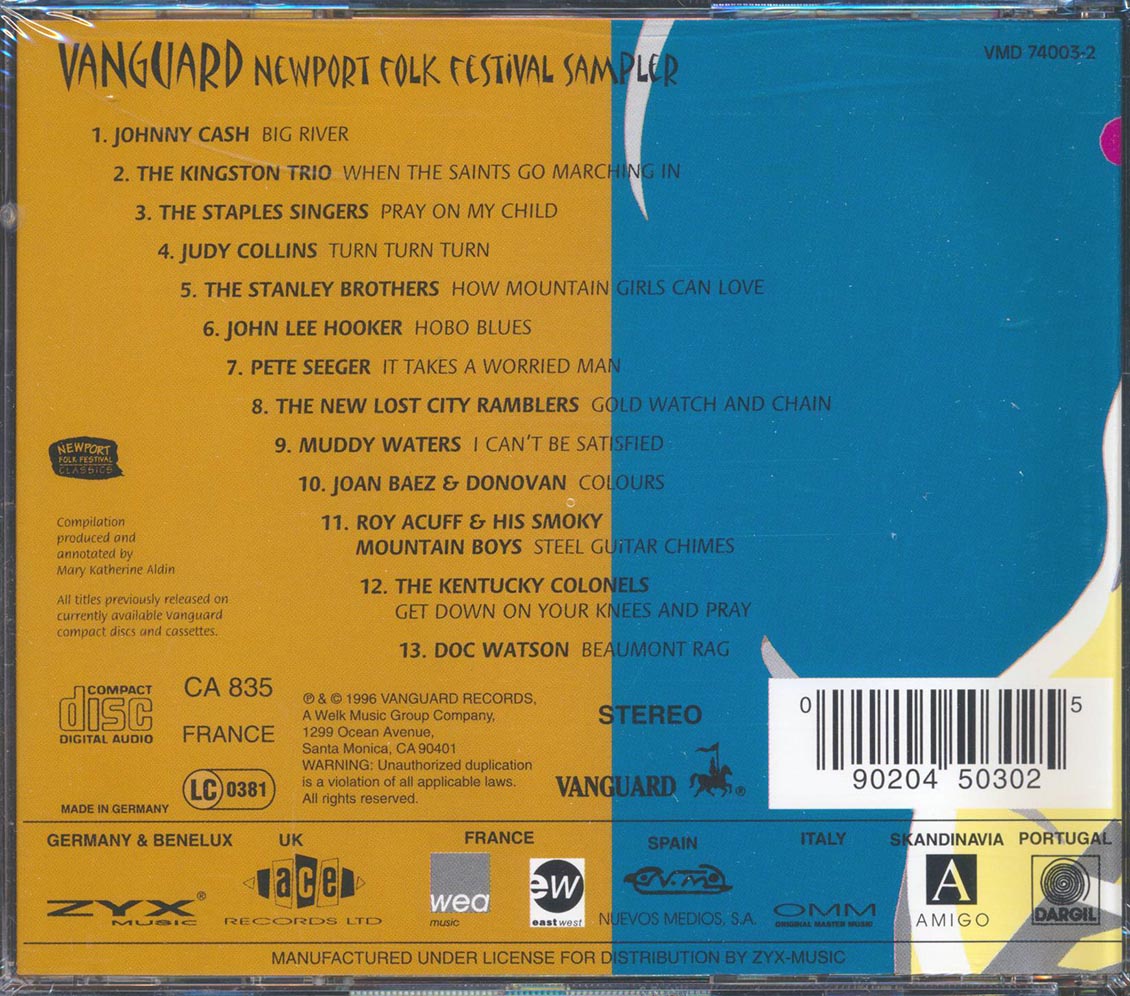 VANGUARD NEWPORT FOLK FESTIVAL SAMPLER
VMD 74003-2
1. JOHNNY CASH BIG RIVER
2. THE KINGSTON TRIO WHEN THE SAINTS GO MARCHING IN
3. THE STAPLES SINGERS PRAY ON MY CHILD
4. JUDY COLLINS TURN TURN TURN
5. THE STANLEY BROTHERS HOW MOUNTAIN GIRLS CAN LOVE
6. JOHN LEE HOOKER HOBO BLUES
7. PETE SEEGER IT TAKES A WORRIED MAN
8. THE NEW LOST CITY RAMBLERS GOLD WATCH AND CHAIN
9. MUDDY WATERS I CAN'T BE SATISFIED
10. JOAN BAEZ & DONOVAN COLOURS
11. ROY ACUFF & HIS SMOKY
MOUNTAIN BOYS STEEL GUITAR CHIMES
12. THE KENTUCKY COLONELS
GET DOWN ON YOUR KNEES AND PRAY
13. DOC WATSON BEAUMONT RAG
NEWPORT
FOLK FESTIVAL
CLASSICS
Compilation
produced and
annotated by
Mary Katherine Aldin
All titles previously released on
currently available Vanguard
compact discs and cassettes.
COMPACT
disc
DIGITAL AUDIO
CA 835
FRANCE
LC 0381
MADE IN GERMANY
℗ & © 1996 VANGUARD RECORDS,
A Welk Music Group Company,
1299 Ocean Avenue,
Santa Monica, CA 90401
WARNING: Unauthorized duplication
is a violation of all applicable laws.
All rights reserved.
STEREO
VANGUARD ®
0 90204 50302 5
GERMANY & BENELUX
ZYX ®
MUSIC
UK
ace
RECORDS LTD
FRANCE
wea
music
ew
eastwest
SPAIN
N.M.
NUEVOS MEDIOS, S.A.
ITALY
OMM
ORIGINAL MASTER MUSIC
SKANDINAVIA
A
AMIGO
PORTUGAL
DARGIL
MANUFACTURED UNDER LICENSE FOR DISTRIBUTION BY ZYX-MUSIC